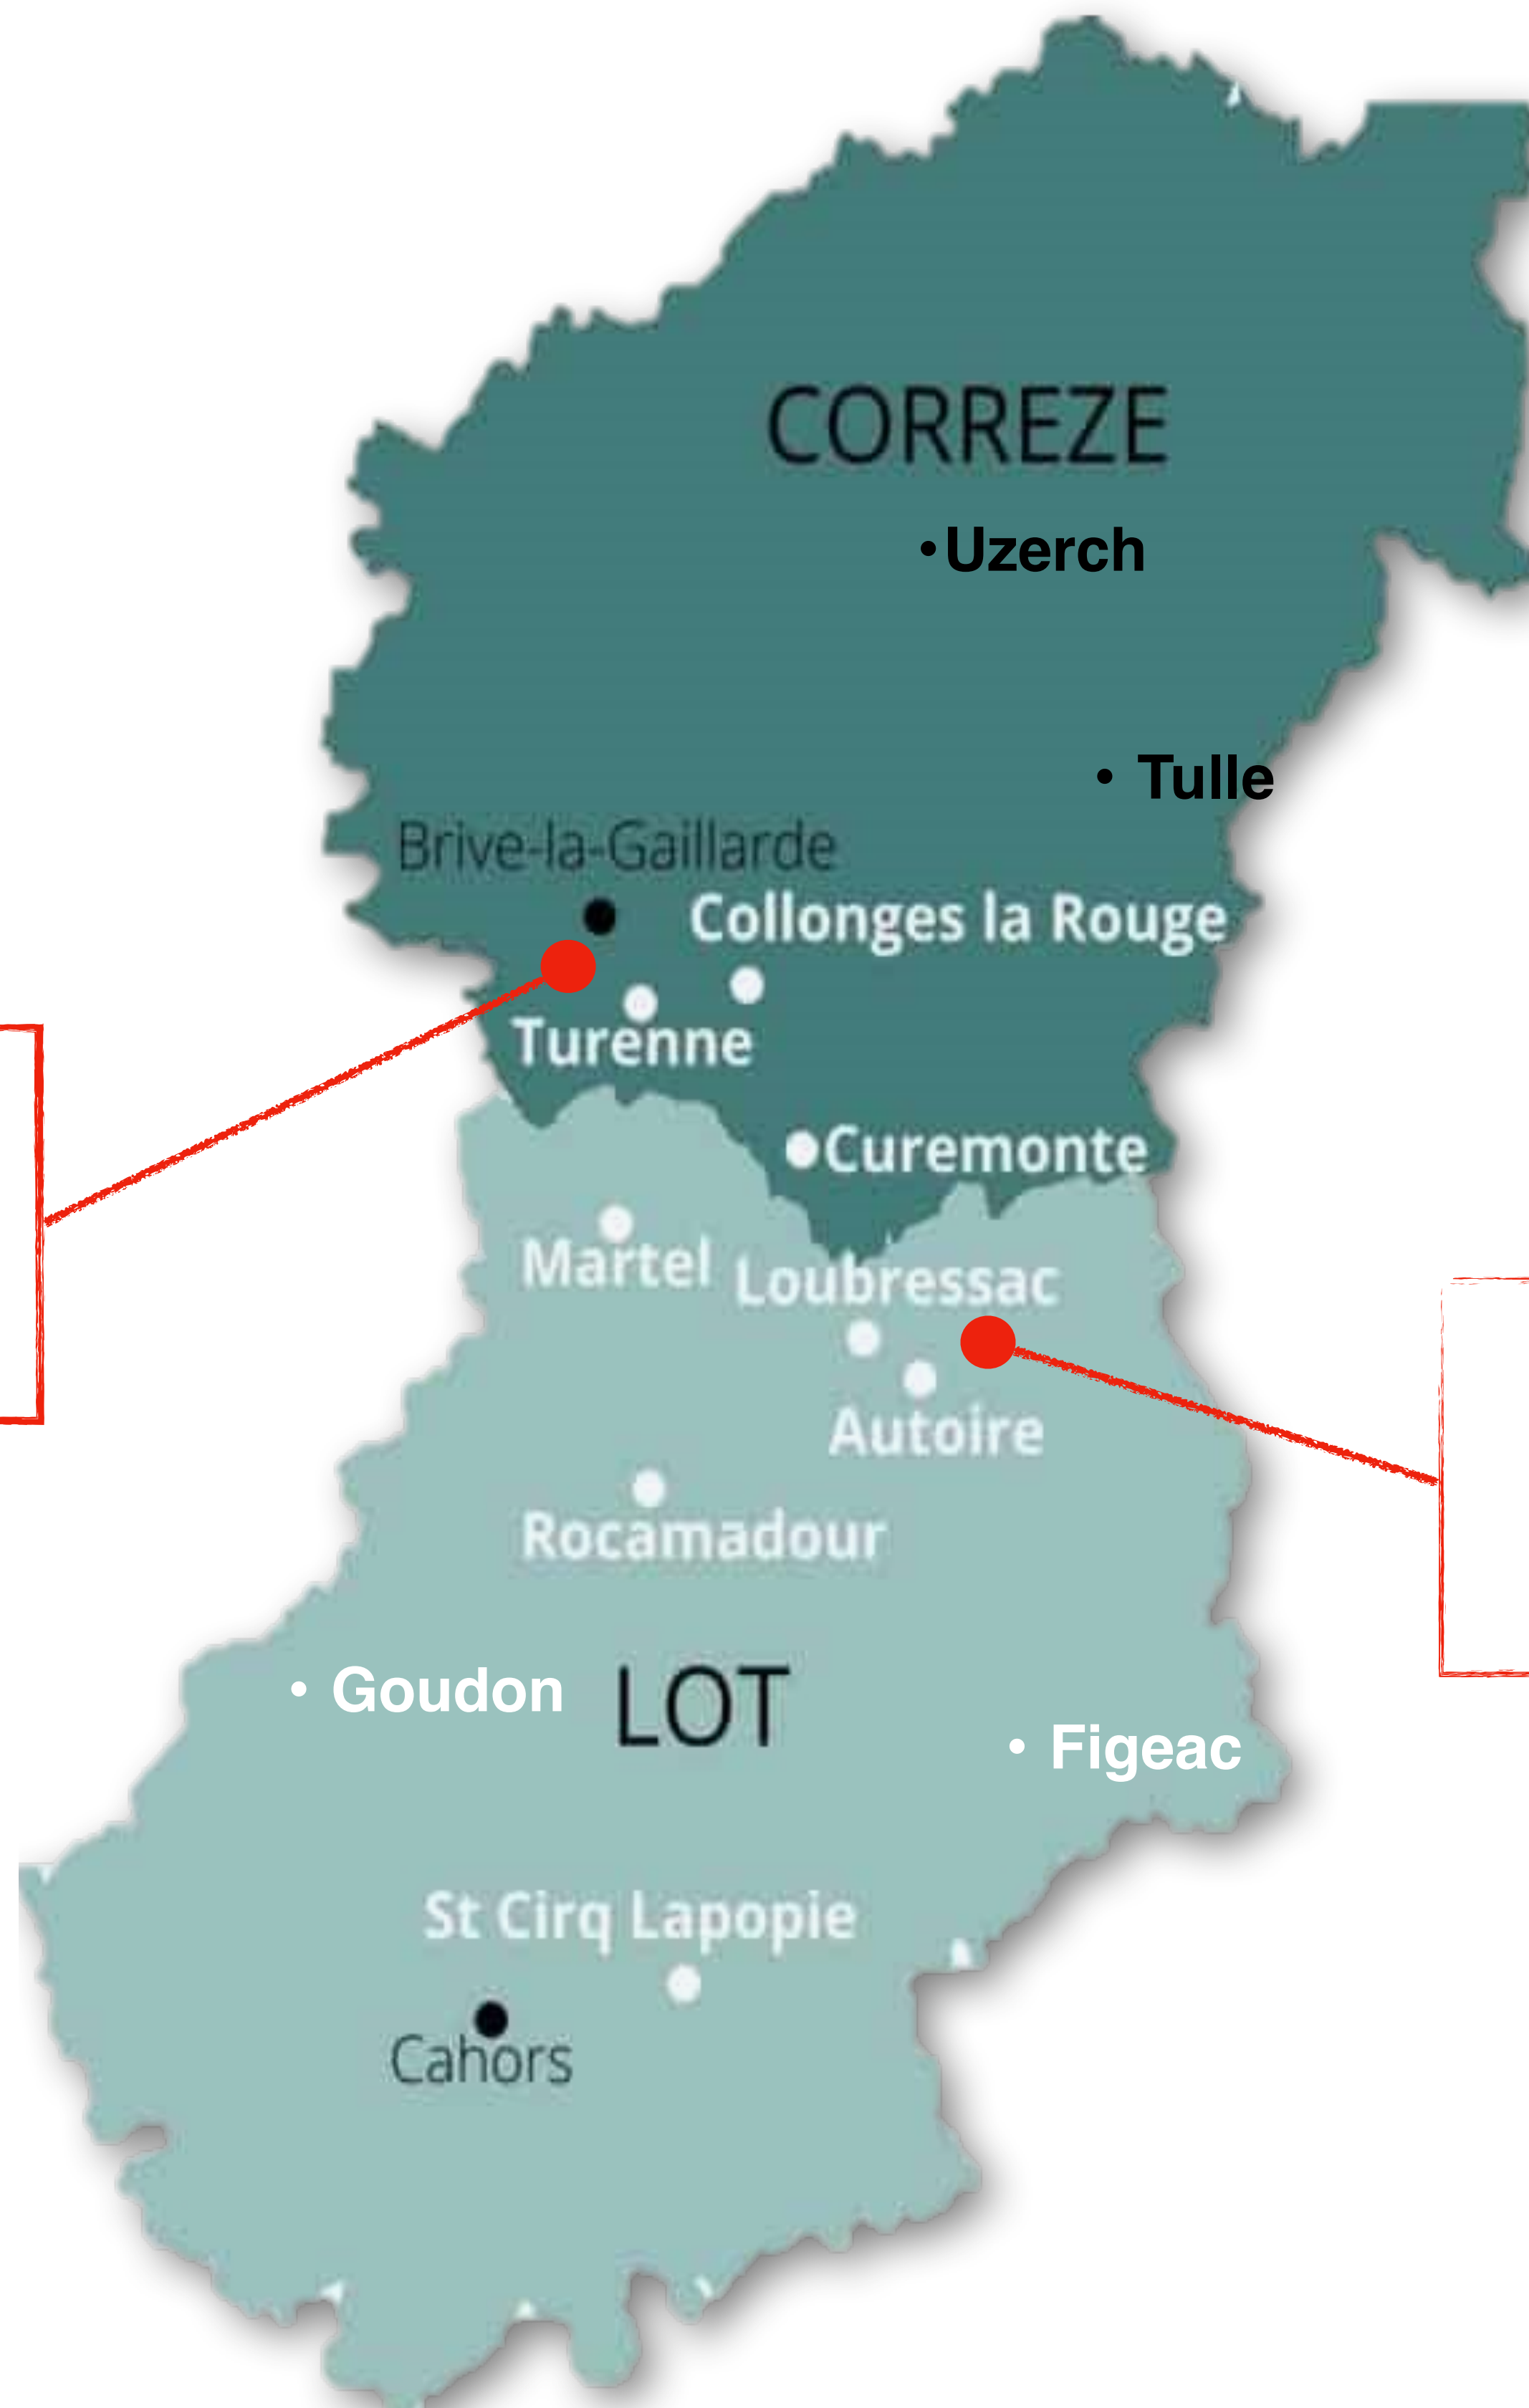 CORREZE
•Uzerch
• Tulle
Brive-la-Gaillarde
Collonges la Rouge
Turenne
Curemonte
Martel
Loubressac
Autoire
Rocamadour
• Goudon
LOT
• Figeac
St Cirq Lapopie
Cahors